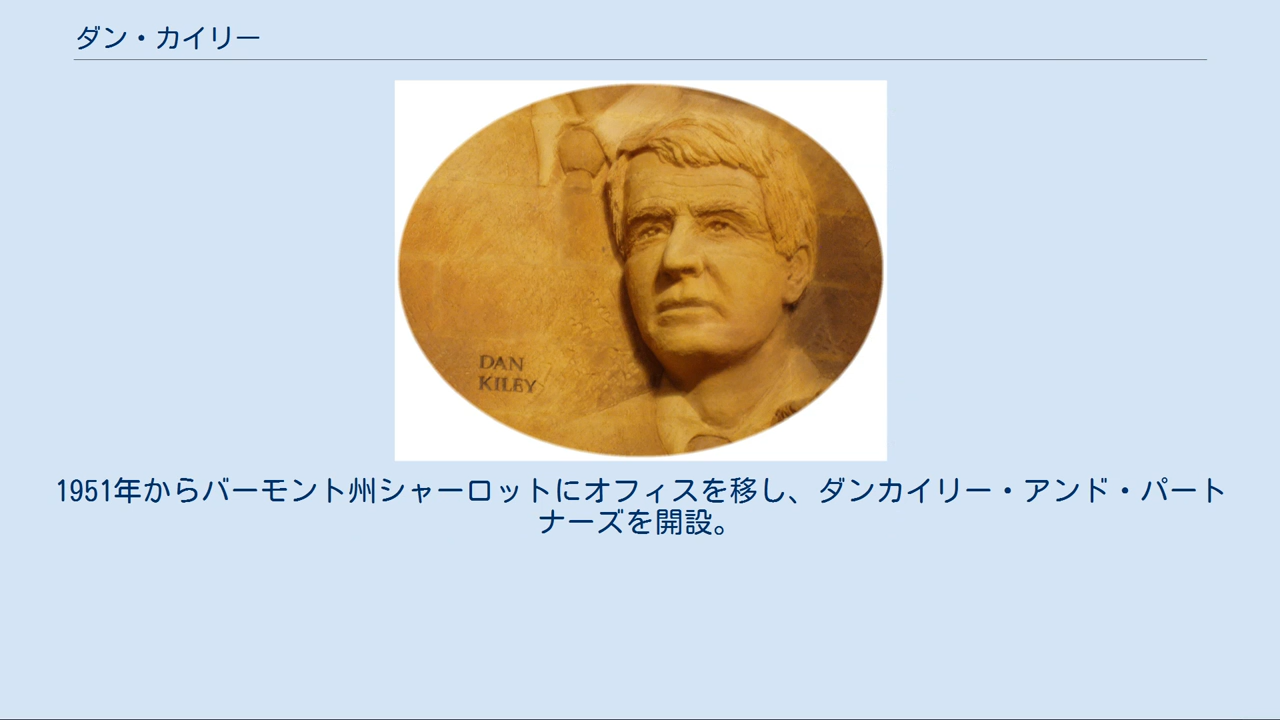 ダン・カイリー
DAN
KILEY
1951年からバーモント州シャーロットにオフィスを移し、ダンカイリー・アンド・パート
ナーズを開設。